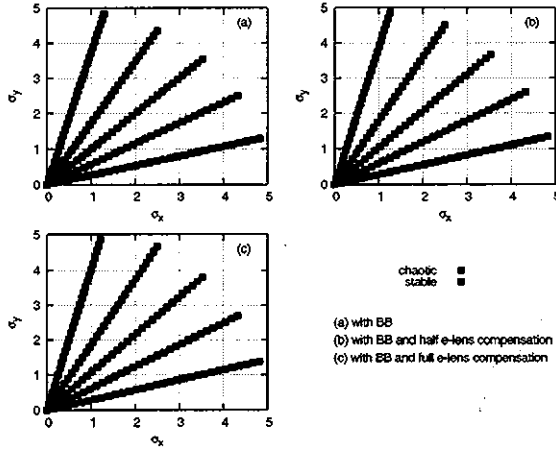 5
4
3
2
1
0
σy
0 1 2 3 4 5
σx
(a)
5
4
3
2
1
0
σy
0 1 2 3 4 5
σx
(b)
5
4
3
2
1
0
σy
0 1 2 3 4 5
σx
(c)
chaotic
stable
(a) with BB
(b) with BB and half e-lens compensation
(c) with BB and full e-lens compensation